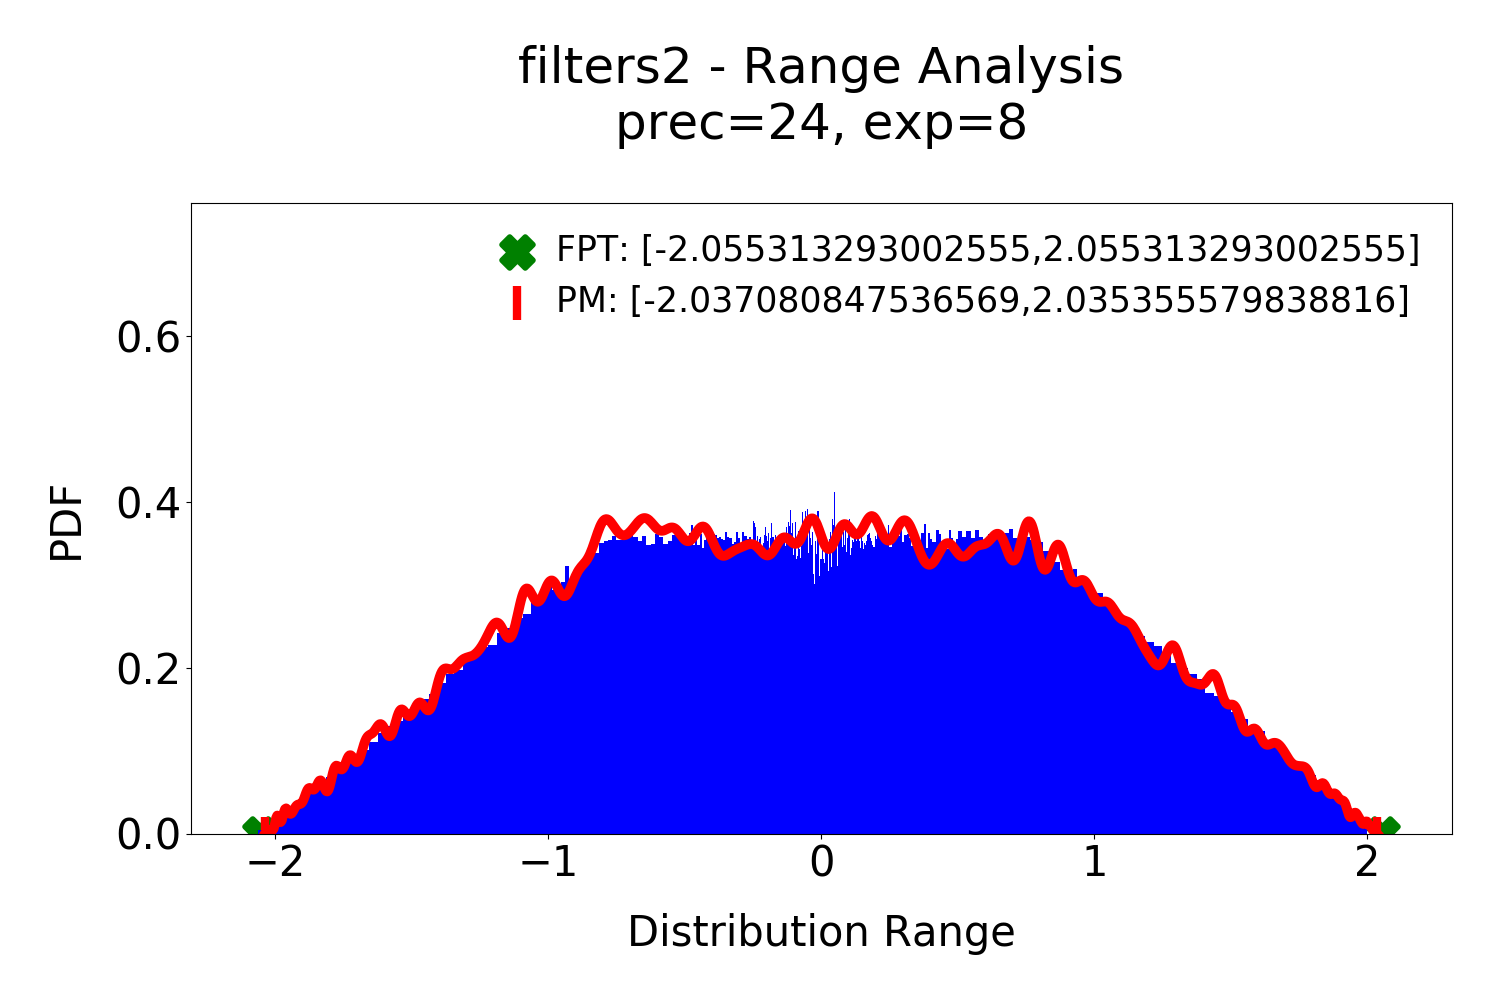 filters2 - Range Analysis
prec=24, exp=8
FPT: [-2.055313293002555,2.055313293002555]
PM: [-2.037080847536569,2.035355579838816]
0.6
0.4
0.2
0.0
PDF
−2 −1 0 1 2
Distribution Range